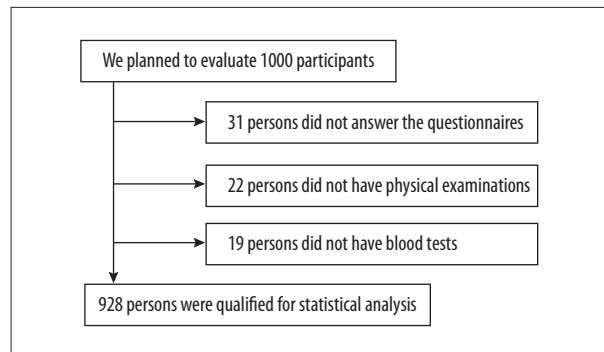 We planned to evaluate 1000 participants
31 persons did not answer the questionnaires
22 persons did not have physical examinations
19 persons did not have blood tests
928 persons were qualified for statistical analysis